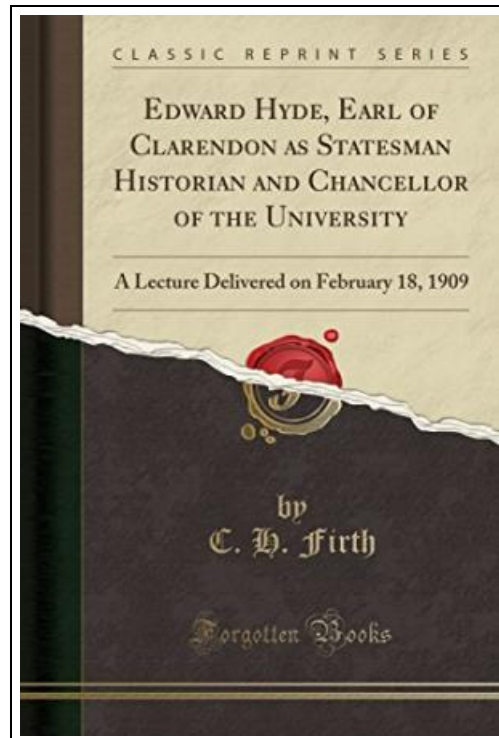 CLASSIC REPRINT SERIES
EDWARD HYDE, EARL OF
CLARENDON AS STATESMAN
HISTORIAN AND CHANCELLOR
OF THE UNIVERSITY
A Lecture Delivered on February 18, 1909
by
C. H. Firth
Forgotten Books